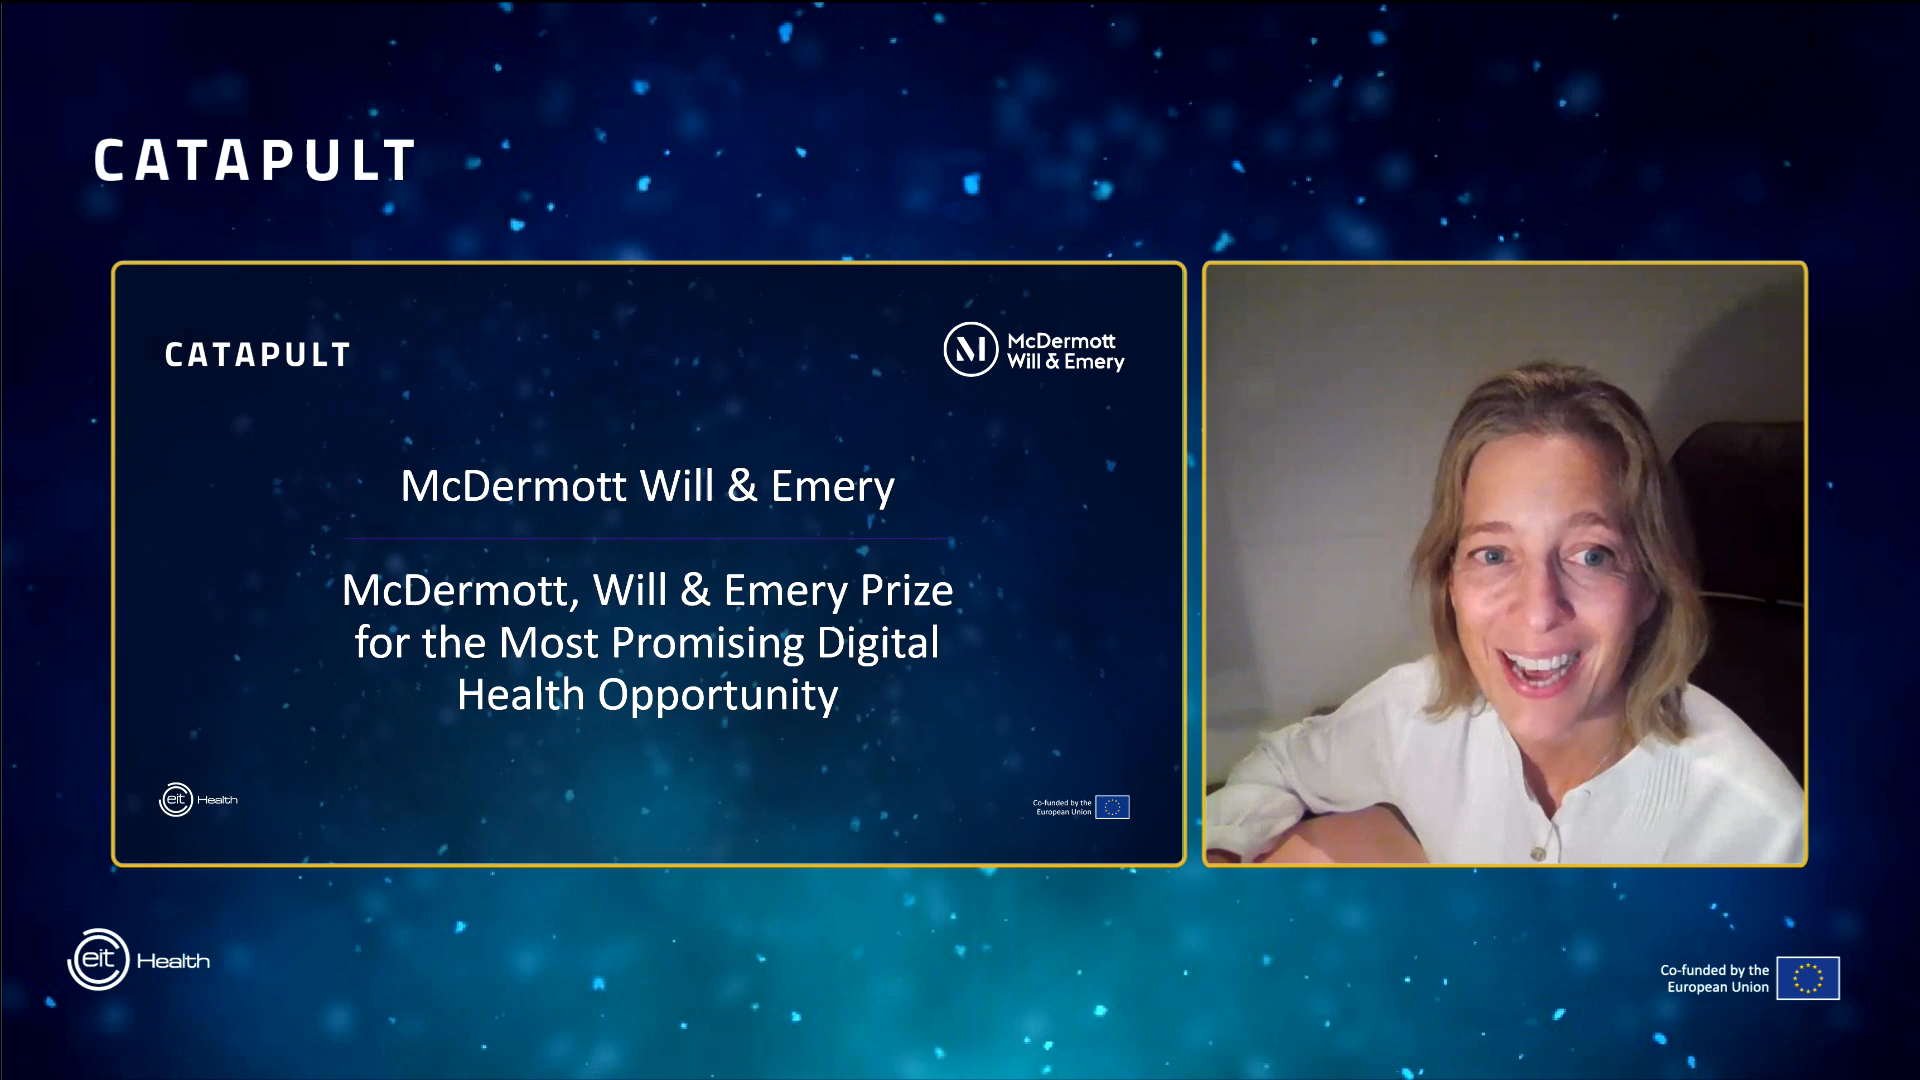 CATAPULT
CATAPULT
McDermott
Will & Emery
McDermott Will & Emery
McDermott, Will & Emery Prize
for the Most Promising Digital
Health Opportunity
eit Health
Co-funded by the
European Union
eit Health
Co-funded by the
European Union